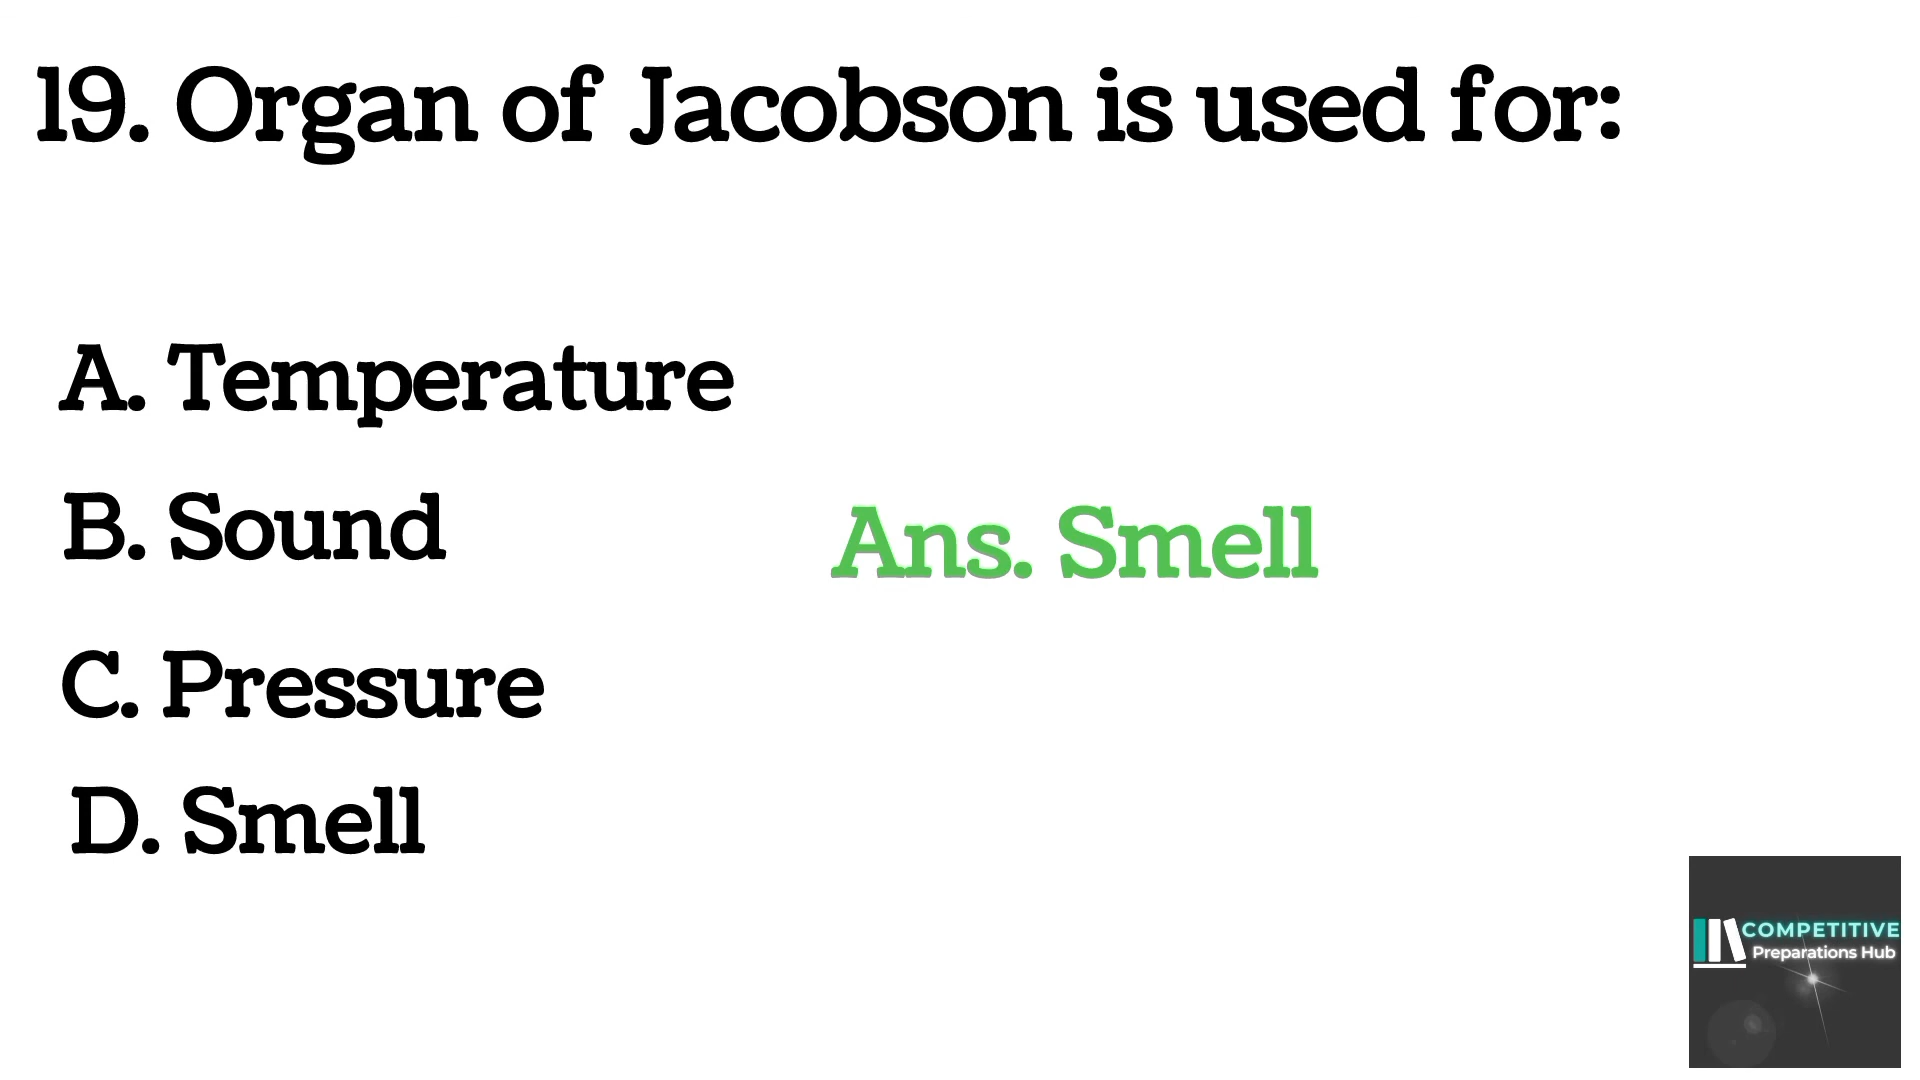 19. Organ of Jacobson is used for:
A. Temperature
B. Sound
Ans. Smell
C. Pressure
D. Smell
COMPETITIVE
Preparations Hub